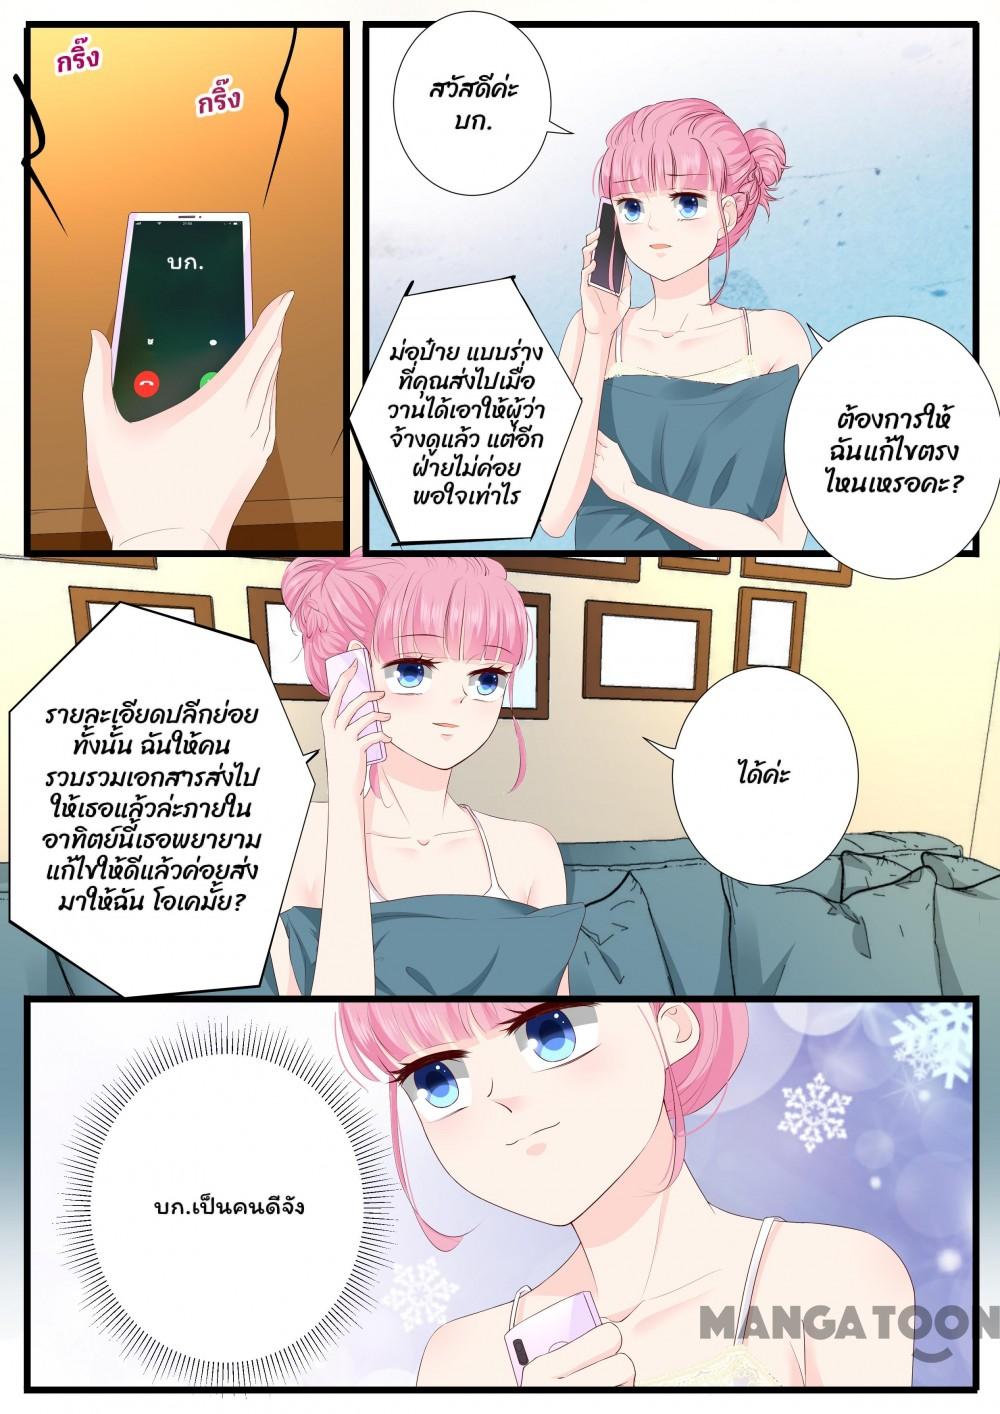 กริ๊ง
กริ๊ง
บก.
สวัสดีค่ะ
บก.
ม่อป๋าย แบบร่าง
ที่คุณส่งไปเมื่อ
วานได้เอาให้ผู้ว่า
จ้างดูแล้ว แต่อีก
ฝ่ายไม่ค่อย
พอใจเท่าไร
ต้องการให้
ฉันแก้ไขตรง
ไหนเหรอคะ?
รายละเอียดปลีกย่อย
ทั้งนั้น ฉันให้คน
รวบรวมเอกสารส่งไป
ให้เธอแล้วล่ะภายใน
อาทิตย์นี้เธอพยายาม
แก้ไขให้ดีแล้วค่อยส่ง
มาให้ฉัน โอเคมั้ย?
ได้ค่ะ
บก.เป็นคนดีจัง
MANGATOON